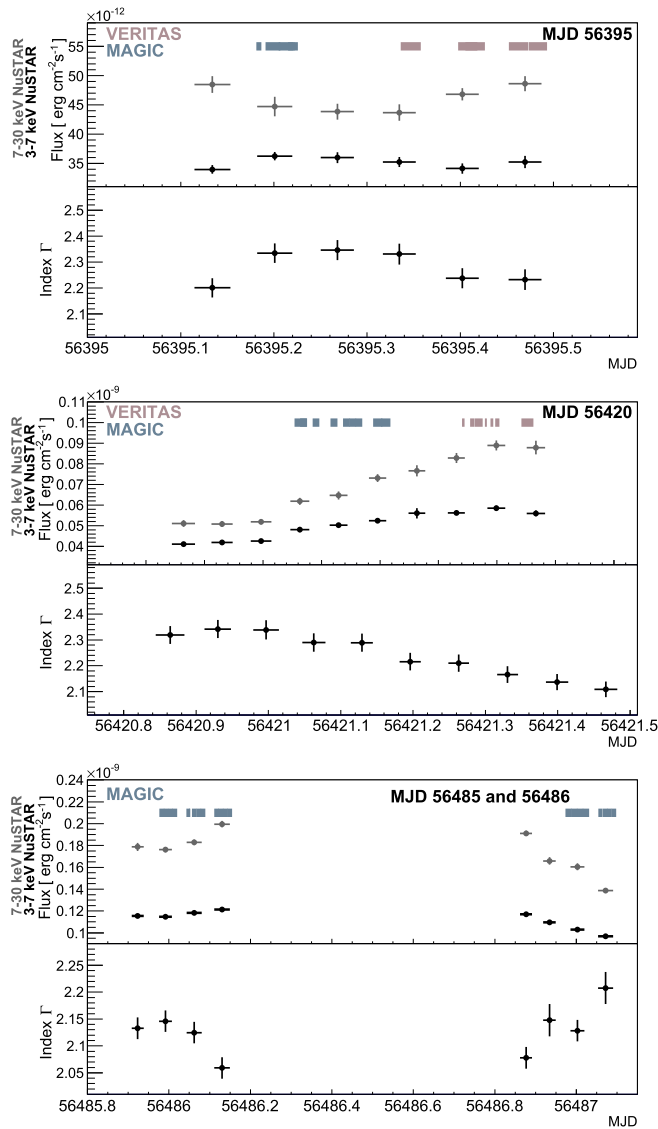 ×10⁻¹²
VERITAS
MAGIC
MJD 56395
7-30 keV NuSTAR
3-7 keV NuSTAR
Flux [ erg cm⁻²s⁻¹]
55
50
45
40
35
Index Γ
2.5
2.4
2.3
2.2
2.1
56395 56395.1 56395.2 56395.3 56395.4 56395.5
MJD
×10⁻⁹
VERITAS
MAGIC
MJD 56420
7-30 keV NuSTAR
3-7 keV NuSTAR
Flux [ erg cm⁻²s⁻¹]
0.11
0.1
0.09
0.08
0.07
0.06
0.05
0.04
Index Γ
2.5
2.4
2.3
2.2
2.1
56420.8 56420.9 56421 56421.1 56421.2 56421.3 56421.4 56421.5
MJD
×10⁻⁹
MAGIC
MJD 56485 and 56486
7-30 keV NuSTAR
3-7 keV NuSTAR
Flux [ erg cm⁻²s⁻¹]
0.24
0.22
0.2
0.18
0.16
0.14
0.12
0.1
Index Γ
2.25
2.2
2.15
2.1
2.05
56485.8 56486 56486.2 56486.4 56486.6 56486.8 56487
MJD